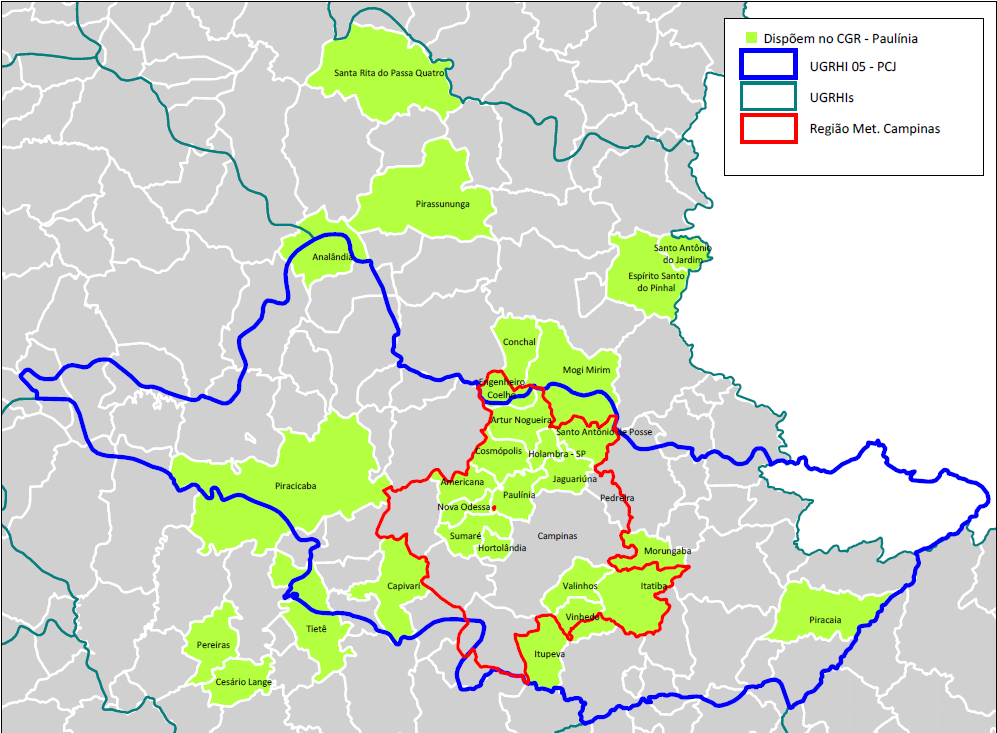 Dispõem no CGR - Paulínia
UGRHI 05 - PCJ
UGRHIs
Região Met. Campinas
Santa Rita do Passa Quatro
Pirassununga
Analândia
Santo Antônio
do Jardim
Espírito Santo
do Pinhal
Conchal
Mogi Mirim
Engenheiro
Coelho
Artur Nogueira
Santo Antônio de Posse
Cosmópolis
Holambra - SP
Jaguariúna
Americana
Piracicaba
Paulínia
Pedreira
Nova Odessa
Sumaré
Campinas
Hortolândia
Morungaba
Capivari
Valinhos
Itatiba
Vinhedo
Piracaia
Tietê
Pereiras
Itupeva
Cesário Lange